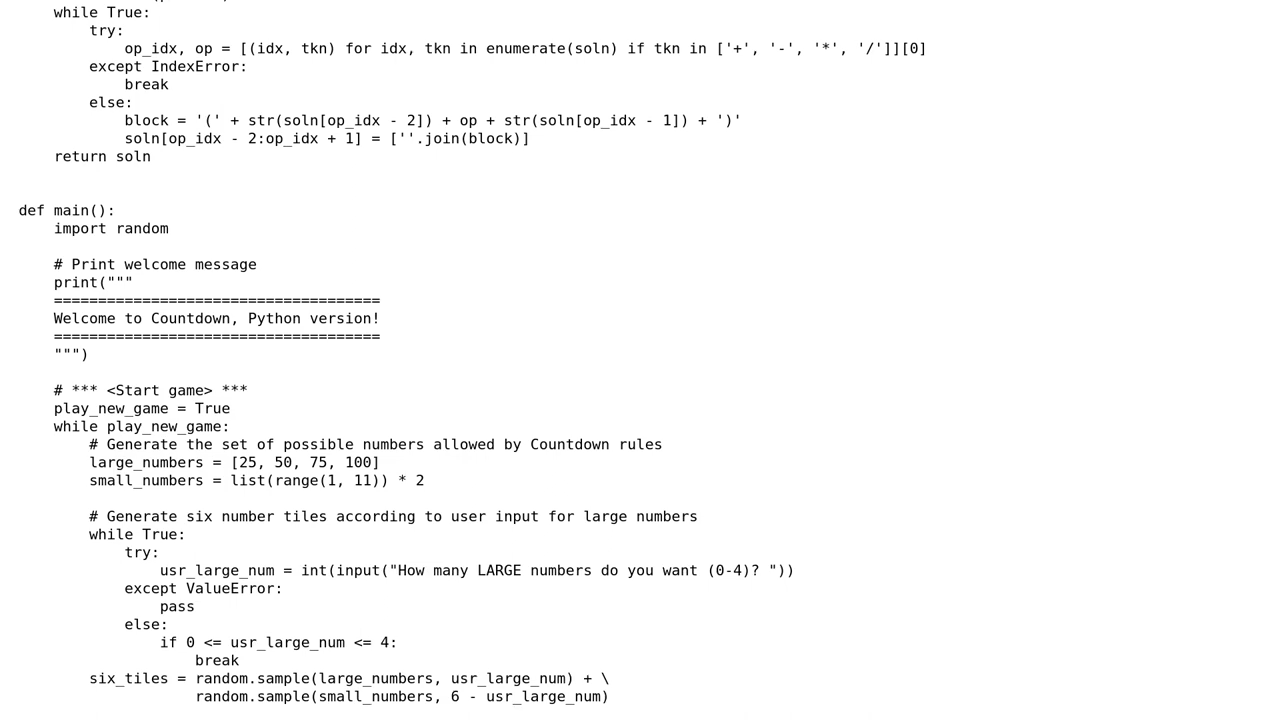 while True:
try:
op_idx, op = [(idx, tkn) for idx, tkn in enumerate(soln) if tkn in ['+', '-', '*', '/']][0]
except IndexError:
break
else:
block = '(' + str(soln[op_idx - 2]) + op + str(soln[op_idx - 1]) + ')'
soln[op_idx - 2:op_idx + 1] = [''.join(block)]
return soln
def main():
import random
# Print welcome message
print("""
=====================================
Welcome to Countdown, Python version!
=====================================
""")
# *** <Start game> ***
play_new_game = True
while play_new_game:
# Generate the set of possible numbers allowed by Countdown rules
large_numbers = [25, 50, 75, 100]
small_numbers = list(range(1, 11)) * 2
# Generate six number tiles according to user input for large numbers
while True:
try:
usr_large_num = int(input("How many LARGE numbers do you want (0-4)? "))
except ValueError:
pass
else:
if 0 <= usr_large_num <= 4:
break
six_tiles = random.sample(large_numbers, usr_large_num) + \
random.sample(small_numbers, 6 - usr_large_num)